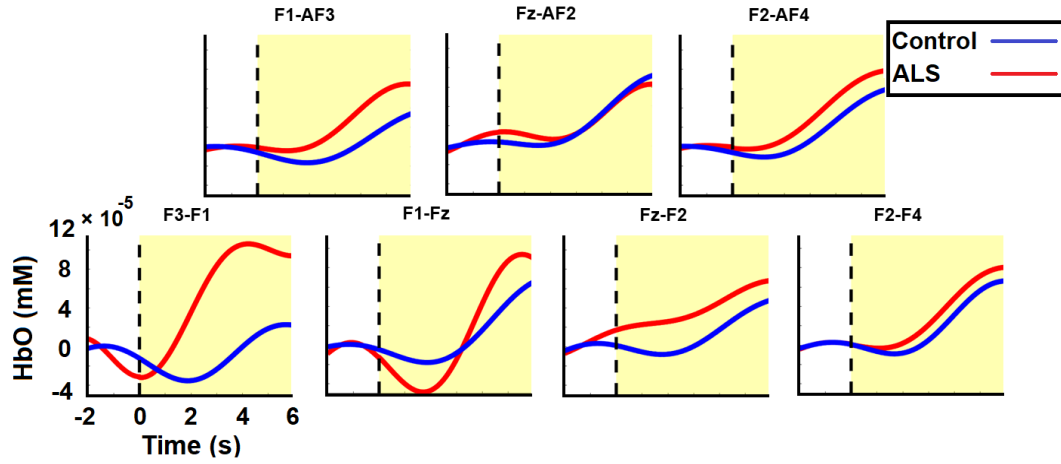 F1-AF3
Fz-AF2
F2-AF4
Control
ALS
F3-F1
F1-Fz
Fz-F2
F2-F4
12 × 10⁻⁵
8
4
0
-4
HbO (mM)
-2 0 2 4 6
Time (s)